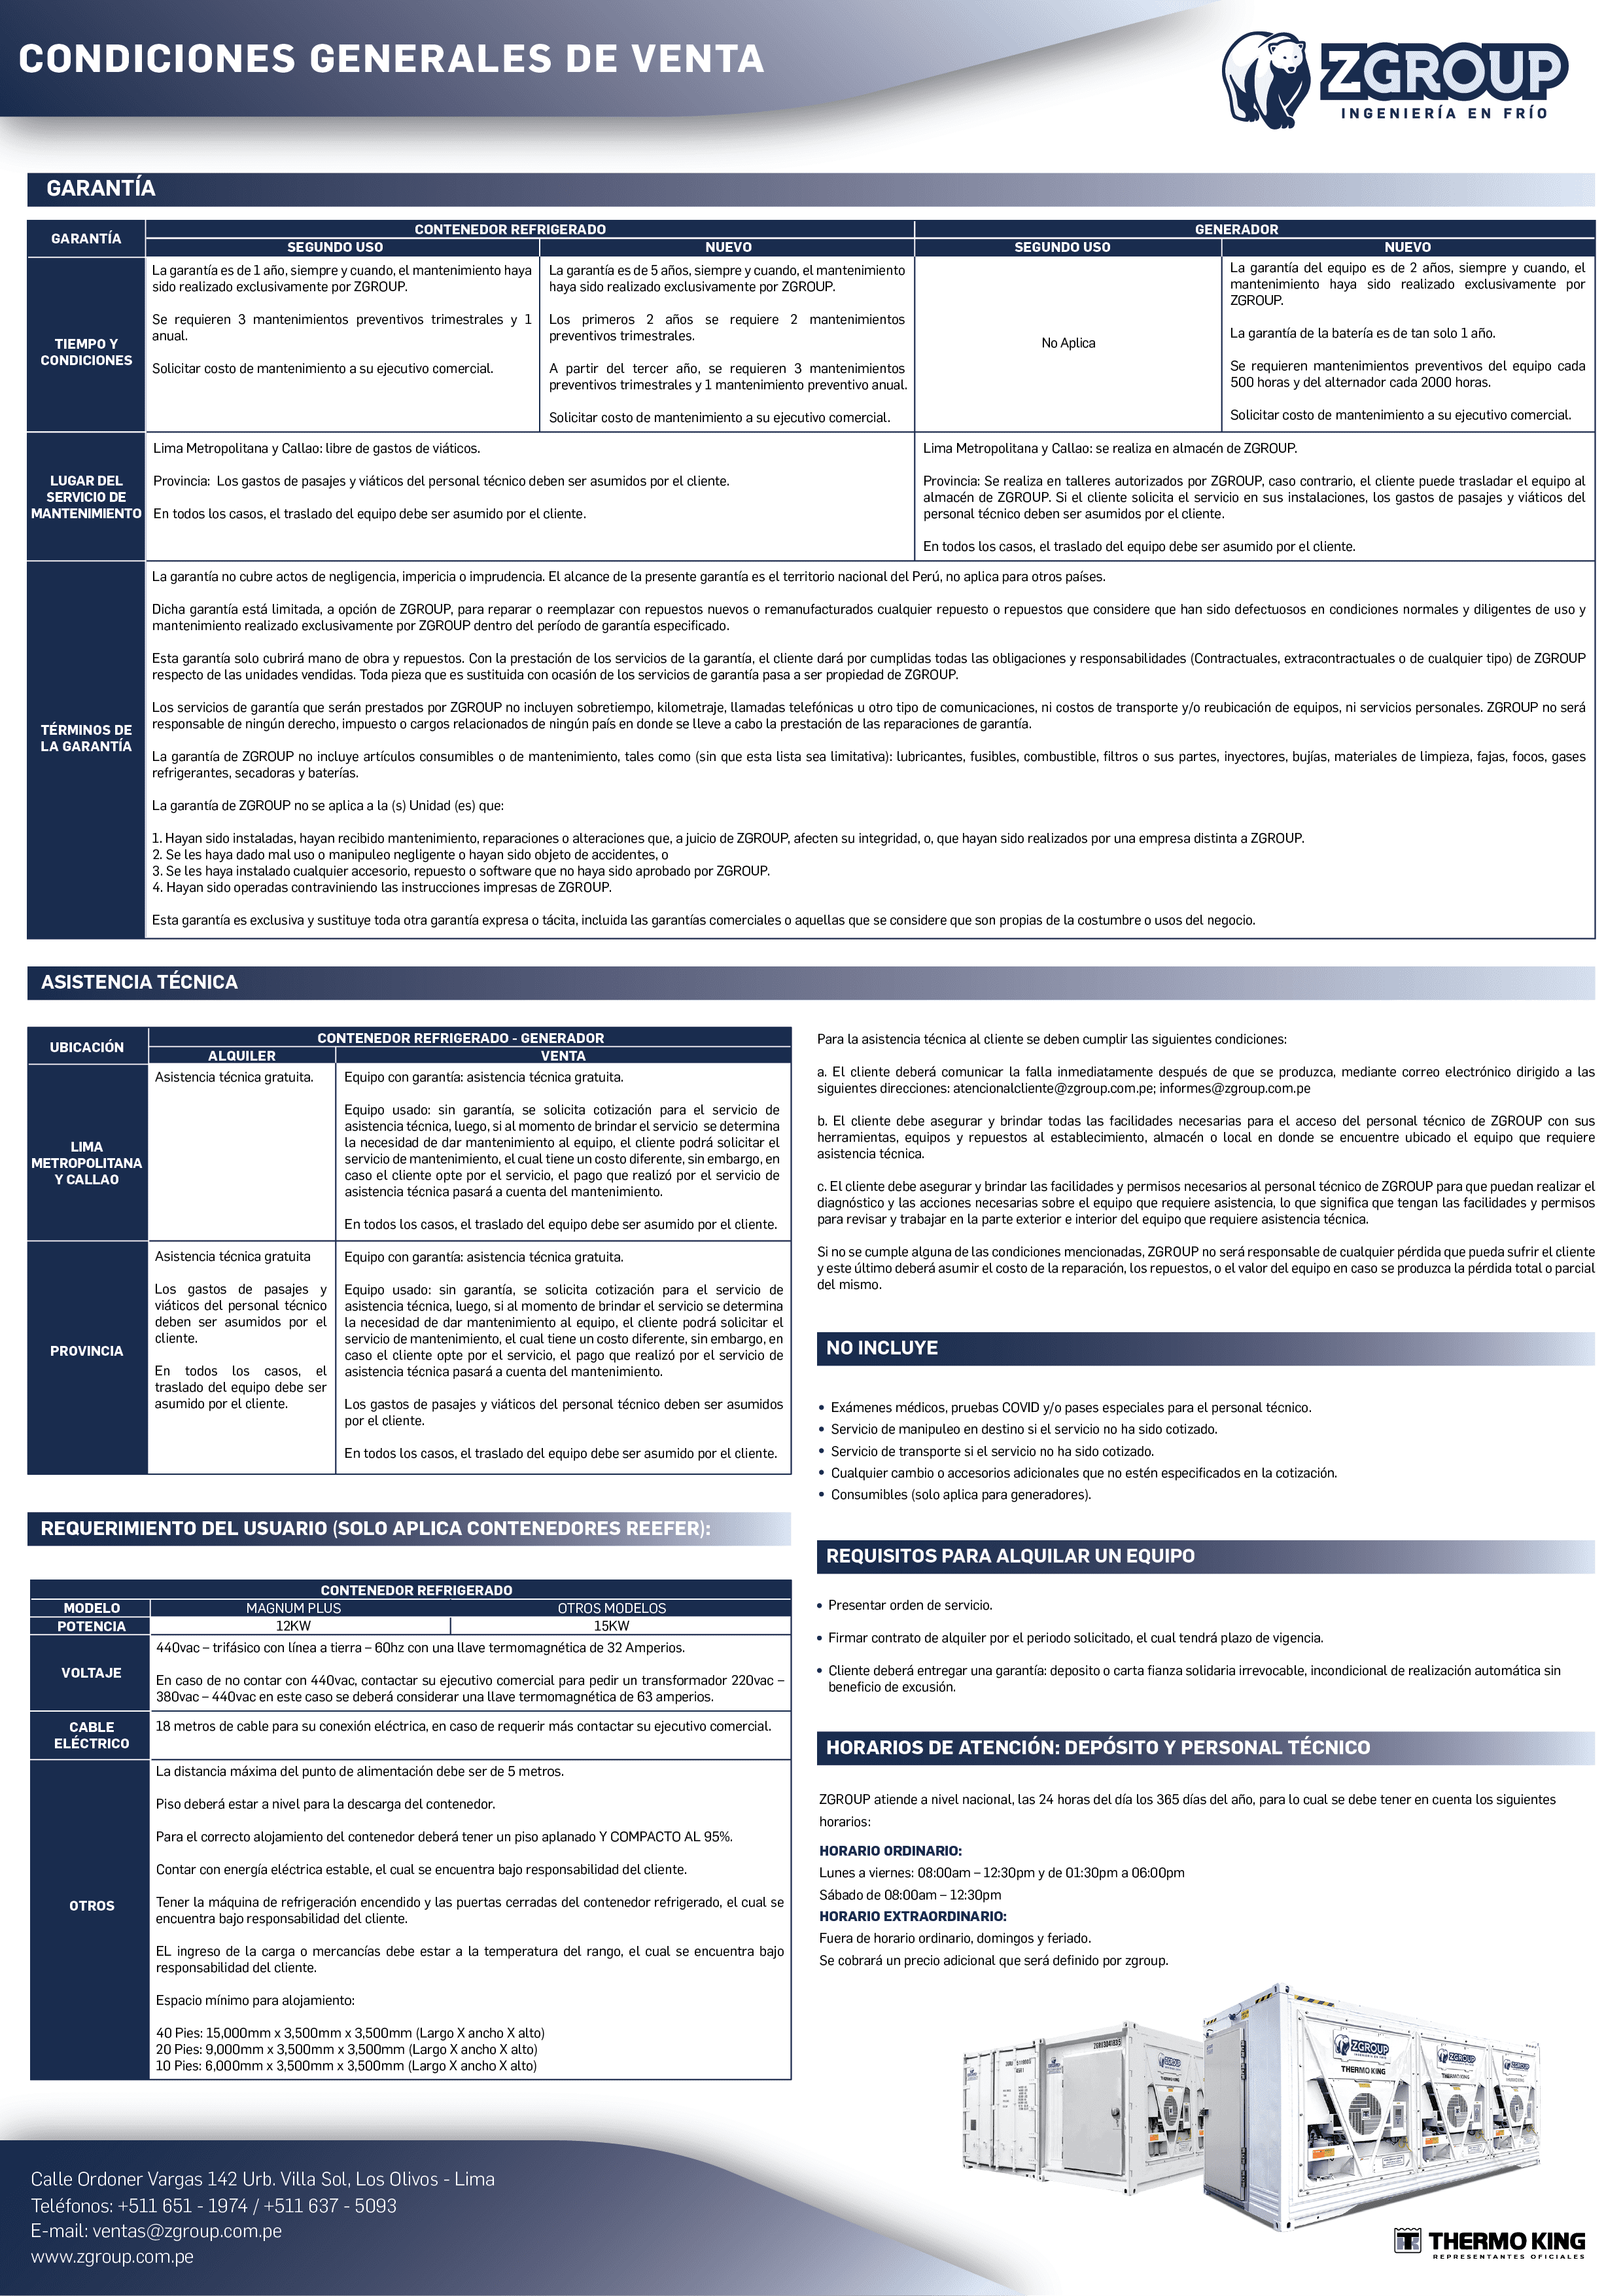 CONDICIONES GENERALES DE VENTA
ZGROUP
INGENIERÍA EN FRÍO
GARANTÍA
GARANTÍA
CONTENEDOR REFRIGERADO
GENERADOR
SEGUNDO USO
NUEVO
SEGUNDO USO
NUEVO
TIEMPO Y
CONDICIONES
La garantía es de 1 año, siempre y cuando, el mantenimiento haya
sido realizado exclusivamente por ZGROUP.
Se requieren 3 mantenimientos preventivos trimestrales y 1
anual.
Solicitar costo de mantenimiento a su ejecutivo comercial.
La garantía es de 5 años, siempre y cuando, el mantenimiento
haya sido realizado exclusivamente por ZGROUP.
Los primeros 2 años se requiere 2 mantenimientos
preventivos trimestrales.
A partir del tercer año, se requieren 3 mantenimientos
preventivos trimestrales y 1 mantenimiento preventivo anual.
Solicitar costo de mantenimiento a su ejecutivo comercial.
No Aplica
La garantía del equipo es de 2 años, siempre y cuando, el
mantenimiento haya sido realizado exclusivamente por
ZGROUP.
La garantía de la batería es de tan solo 1 año.
Se requieren mantenimientos preventivos del equipo cada
500 horas y del alternador cada 2000 horas.
Solicitar costo de mantenimiento a su ejecutivo comercial.
LUGAR DEL
SERVICIO DE
MANTENIMIENTO
Lima Metropolitana y Callao: libre de gastos de viáticos.
Provincia: Los gastos de pasajes y viáticos del personal técnico deben ser asumidos por el cliente.
En todos los casos, el traslado del equipo debe ser asumido por el cliente.
Lima Metropolitana y Callao: se realiza en almacén de ZGROUP.
Provincia: Se realiza en talleres autorizados por ZGROUP, caso contrario, el cliente puede trasladar el equipo al
almacén de ZGROUP. Si el cliente solicita el servicio en sus instalaciones, los gastos de pasajes y viáticos del
personal técnico deben ser asumidos por el cliente.
En todos los casos, el traslado del equipo debe ser asumido por el cliente.
TÉRMINOS DE
LA GARANTÍA
La garantía no cubre actos de negligencia, impericia o imprudencia. El alcance de la presente garantía es el territorio nacional del Perú, no aplica para otros países.
Dicha garantía está limitada, a opción de ZGROUP, para reparar o reemplazar con repuestos nuevos o remanufacturados cualquier repuesto o repuestos que considere que han sido defectuosos en condiciones normales y diligentes de uso y
mantenimiento realizado exclusivamente por ZGROUP dentro del período de garantía especificado.
Esta garantía solo cubrirá mano de obra y repuestos. Con la prestación de los servicios de la garantía, el cliente dará por cumplidas todas las obligaciones y responsabilidades (Contractuales, extracontractuales o de cualquier tipo) de ZGROUP
respecto de las unidades vendidas. Toda pieza que es sustituida con ocasión de los servicios de garantía pasa a ser propiedad de ZGROUP.
Los servicios de garantía que serán prestados por ZGROUP no incluyen sobretiempo, kilometraje, llamadas telefónicas u otro tipo de comunicaciones, ni costos de transporte y/o reubicación de equipos, ni servicios personales. ZGROUP no será
responsable de ningún derecho, impuesto o cargos relacionados de ningún país en donde se lleve a cabo la prestación de las reparaciones de garantía.
La garantía de ZGROUP no incluye artículos consumibles o de mantenimiento, tales como (sin que esta lista sea limitativa): lubricantes, fusibles, combustible, filtros o sus partes, inyectores, bujías, materiales de limpieza, fajas, focos, gases
refrigerantes, secadoras y baterías.
La garantía de ZGROUP no se aplica a la (s) Unidad (es) que:
1. Hayan sido instaladas, hayan recibido mantenimiento, reparaciones o alteraciones que, a juicio de ZGROUP, afecten su integridad, o, que hayan sido realizados por una empresa distinta a ZGROUP.
2. Se les haya dado mal uso o manipuleo negligente o hayan sido objeto de accidentes, o
3. Se les haya instalado cualquier accesorio, repuesto o software que no haya sido aprobado por ZGROUP.
4. Hayan sido operadas contraviniendo las instrucciones impresas de ZGROUP.
Esta garantía es exclusiva y sustituye toda otra garantía expresa o tácita, incluida las garantías comerciales o aquellas que se considere que son propias de la costumbre o usos del negocio.
ASISTENCIA TÉCNICA
UBICACIÓN
CONTENEDOR REFRIGERADO - GENERADOR
ALQUILER
VENTA
LIMA
METROPOLITANA
Y CALLAO
Asistencia técnica gratuita.
Equipo con garantía: asistencia técnica gratuita.
Equipo usado: sin garantía, se solicita cotización para el servicio de
asistencia técnica, luego, si al momento de brindar el servicio se determina
la necesidad de dar mantenimiento al equipo, el cliente podrá solicitar el
servicio de mantenimiento, el cual tiene un costo diferente, sin embargo, en
caso el cliente opte por el servicio, el pago que realizó por el servicio de
asistencia técnica pasará a cuenta del mantenimiento.
En todos los casos, el traslado del equipo debe ser asumido por el cliente.
PROVINCIA
Asistencia técnica gratuita
Los gastos de pasajes y
viáticos del personal técnico
deben ser asumidos por el
cliente.
En todos los casos, el
traslado del equipo debe ser
asumido por el cliente.
Equipo con garantía: asistencia técnica gratuita.
Equipo usado: sin garantía, se solicita cotización para el servicio de
asistencia técnica, luego, si al momento de brindar el servicio se determina
la necesidad de dar mantenimiento al equipo, el cliente podrá solicitar el
servicio de mantenimiento, el cual tiene un costo diferente, sin embargo, en
caso el cliente opte por el servicio, el pago que realizó por el servicio de
asistencia técnica pasará a cuenta del mantenimiento.
Los gastos de pasajes y viáticos del personal técnico deben ser asumidos
por el cliente.
En todos los casos, el traslado del equipo debe ser asumido por el cliente.
Para la asistencia técnica al cliente se deben cumplir las siguientes condiciones:
a. El cliente deberá comunicar la falla inmediatamente después de que se produzca, mediante correo electrónico dirigido a las
siguientes direcciones: atencionalcliente@zgroup.com.pe; informes@zgroup.com.pe
b. El cliente debe asegurar y brindar todas las facilidades necesarias para el acceso del personal técnico de ZGROUP con sus
herramientas, equipos y repuestos al establecimiento, almacén o local en donde se encuentre ubicado el equipo que requiere
asistencia técnica.
c. El cliente debe asegurar y brindar las facilidades y permisos necesarios al personal técnico de ZGROUP para que puedan realizar el
diagnóstico y las acciones necesarias sobre el equipo que requiere asistencia, lo que significa que tengan las facilidades y permisos
para revisar y trabajar en la parte exterior e interior del equipo que requiere asistencia técnica.
Si no se cumple alguna de las condiciones mencionadas, ZGROUP no será responsable de cualquier pérdida que pueda sufrir el cliente
y este último deberá asumir el costo de la reparación, los repuestos, o el valor del equipo en caso se produzca la pérdida total o parcial
del mismo.
NO INCLUYE
• Exámenes médicos, pruebas COVID y/o pases especiales para el personal técnico.
• Servicio de manipuleo en destino si el servicio no ha sido cotizado.
• Servicio de transporte si el servicio no ha sido cotizado.
• Cualquier cambio o accesorios adicionales que no estén especificados en la cotización.
• Consumibles (solo aplica para generadores).
REQUERIMIENTO DEL USUARIO (SOLO APLICA CONTENEDORES REEFER):
CONTENEDOR REFRIGERADO
MODELO
MAGNUM PLUS
OTROS MODELOS
POTENCIA
12KW
15KW
VOLTAJE
440vac – trifásico con línea a tierra – 60hz con una llave termomagnética de 32 Amperios.
En caso de no contar con 440vac, contactar su ejecutivo comercial para pedir un transformador 220vac –
380vac – 440vac en este caso se deberá considerar una llave termomagnética de 63 amperios.
CABLE
ELÉCTRICO
18 metros de cable para su conexión eléctrica, en caso de requerir más contactar su ejecutivo comercial.
OTROS
La distancia máxima del punto de alimentación debe ser de 5 metros.
Piso deberá estar a nivel para la descarga del contenedor.
Para el correcto alojamiento del contenedor deberá tener un piso aplanado Y COMPACTO AL 95%.
Contar con energía eléctrica estable, el cual se encuentra bajo responsabilidad del cliente.
Tener la máquina de refrigeración encendido y las puertas cerradas del contenedor refrigerado, el cual se
encuentra bajo responsabilidad del cliente.
EL ingreso de la carga o mercancías debe estar a la temperatura del rango, el cual se encuentra bajo
responsabilidad del cliente.
Espacio mínimo para alojamiento:
40 Pies: 15,000mm x 3,500mm x 3,500mm (Largo X ancho X alto)
20 Pies: 9,000mm x 3,500mm x 3,500mm (Largo X ancho X alto)
10 Pies: 6,000mm x 3,500mm x 3,500mm (Largo X ancho X alto)
REQUISITOS PARA ALQUILAR UN EQUIPO
• Presentar orden de servicio.
• Firmar contrato de alquiler por el periodo solicitado, el cual tendrá plazo de vigencia.
• Cliente deberá entregar una garantía: deposito o carta fianza solidaria irrevocable, incondicional de realización automática sin
beneficio de excusión.
HORARIOS DE ATENCIÓN: DEPÓSITO Y PERSONAL TÉCNICO
ZGROUP atiende a nivel nacional, las 24 horas del día los 365 días del año, para lo cual se debe tener en cuenta los siguientes
horarios:
HORARIO ORDINARIO:
Lunes a viernes: 08:00am – 12:30pm y de 01:30pm a 06:00pm
Sábado de 08:00am – 12:30pm
HORARIO EXTRAORDINARIO:
Fuera de horario ordinario, domingos y feriado.
Se cobrará un precio adicional que será definido por zgroup.
ZGROUP
THERMO KING
ZGROUP
THERMO KING
ZGROUP
Calle Ordoner Vargas 142 Urb. Villa Sol, Los Olivos - Lima
Teléfonos: +511 651 - 1974 / +511 637 - 5093
E-mail: ventas@zgroup.com.pe
www.zgroup.com.pe
THERMO KING
REPRESENTANTES OFICIALES